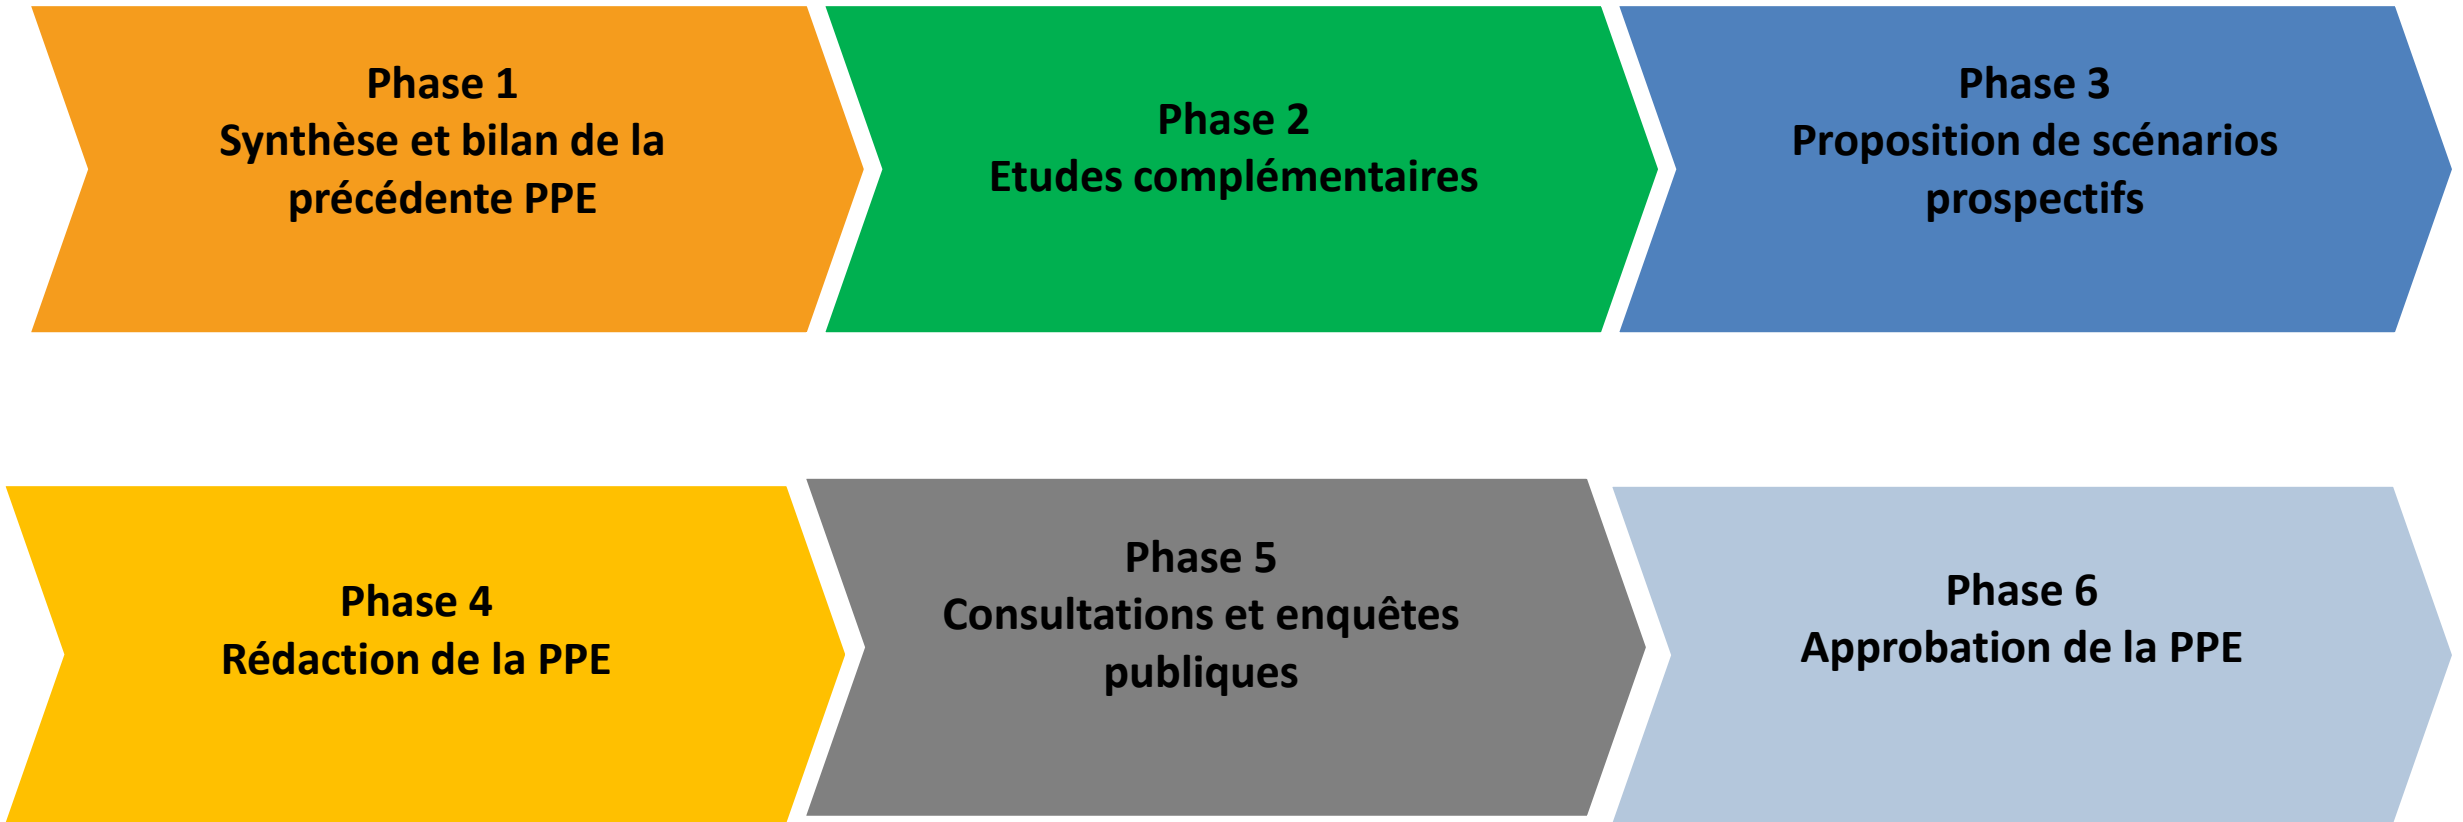 Phase 1
Synthèse et bilan de la
précédente PPE
Phase 2
Etudes complémentaires
Phase 3
Proposition de scénarios
prospectifs
Phase 4
Rédaction de la PPE
Phase 5
Consultations et enquêtes
publiques
Phase 6
Approbation de la PPE